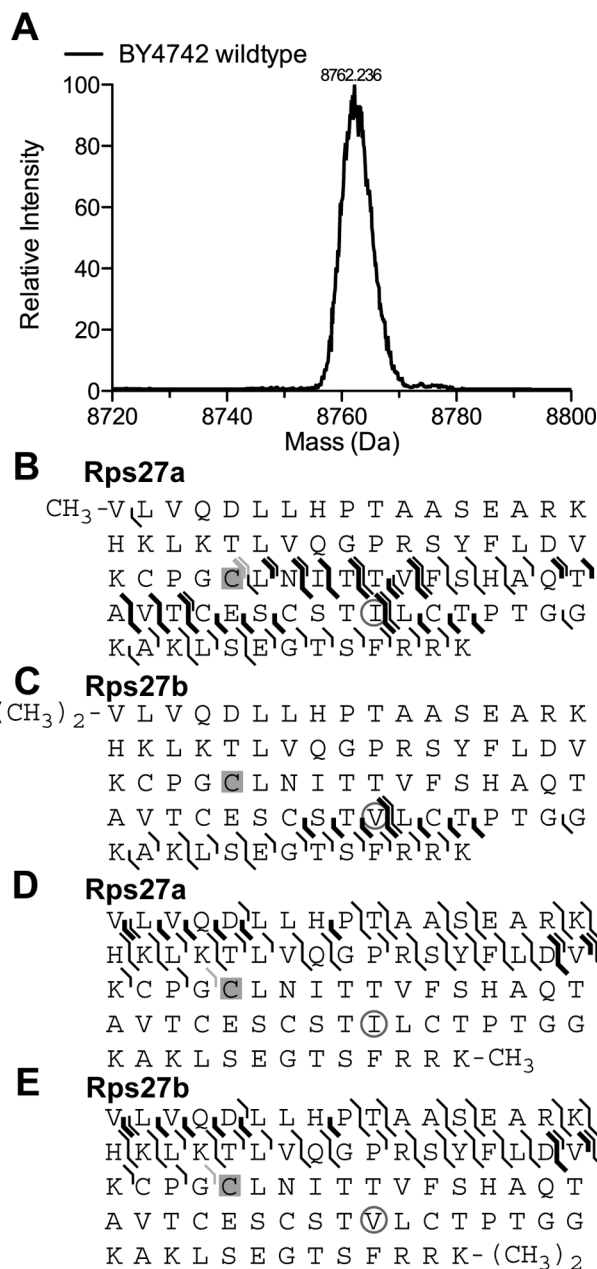 A
BY4742 wildtype
8762.236
100
80
60
40
20
0
Relative Intensity
8720 8740 8760 8780 8800
Mass (Da)
B Rps27a
CH3-V L V Q D L L H P T A A S E A R K
H K L K T L V Q G P R S Y F L D V
K C P G C L N I T T V F S H A Q T
A V T C E S C S T I L C T P T G G
K A K L S E G T S F R R K
C Rps27b
(CH3)2-V L V Q D L L H P T A A S E A R K
H K L K T L V Q G P R S Y F L D V
K C P G C L N I T T V F S H A Q T
A V T C E S C S T V L C T P T G G
K A K L S E G T S F R R K
D Rps27a
V L V Q D L L H P T A A S E A R K
H K L K T L V Q G P R S Y F L D V
K C P G C L N I T T V F S H A Q T
A V T C E S C S T I L C T P T G G
K A K L S E G T S F R R K-CH3
E Rps27b
V L V Q D L L H P T A A S E A R K
H K L K T L V Q G P R S Y F L D V
K C P G C L N I T T V F S H A Q T
A V T C E S C S T V L C T P T G G
K A K L S E G T S F R R K-(CH3)2